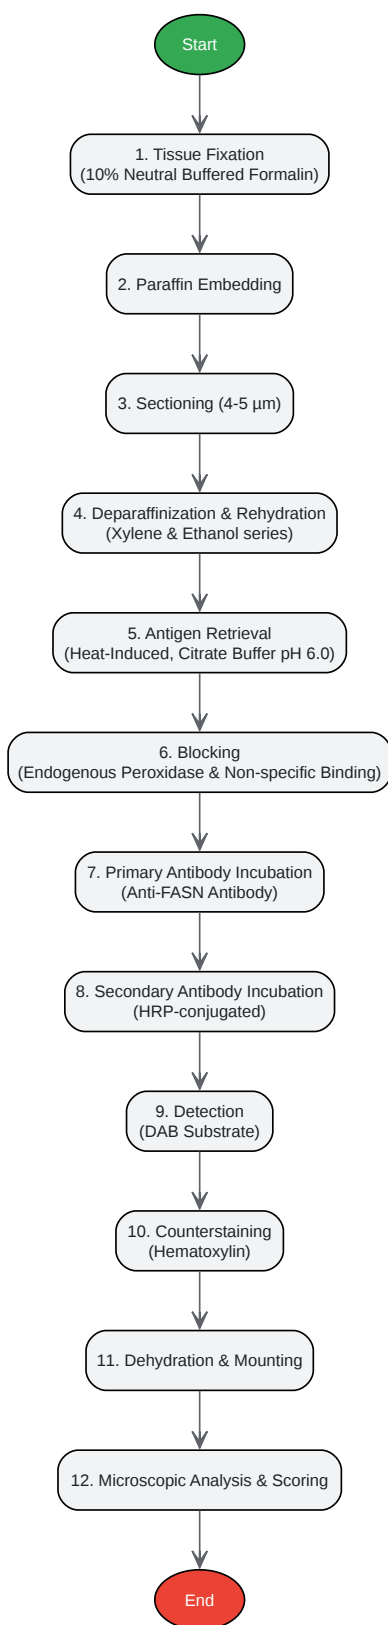 Start
1. Tissue Fixation
(10% Neutral Buffered Formalin)
2. Paraffin Embedding
3. Sectioning (4-5 µm)
4. Deparaffinization & Rehydration
(Xylene & Ethanol series)
5. Antigen Retrieval
(Heat-Induced, Citrate Buffer pH 6.0)
6. Blocking
(Endogenous Peroxidase & Non-specific Binding)
7. Primary Antibody Incubation
(Anti-FASN Antibody)
8. Secondary Antibody Incubation
(HRP-conjugated)
9. Detection
(DAB Substrate)
10. Counterstaining
(Hematoxylin)
11. Dehydration & Mounting
12. Microscopic Analysis & Scoring
End